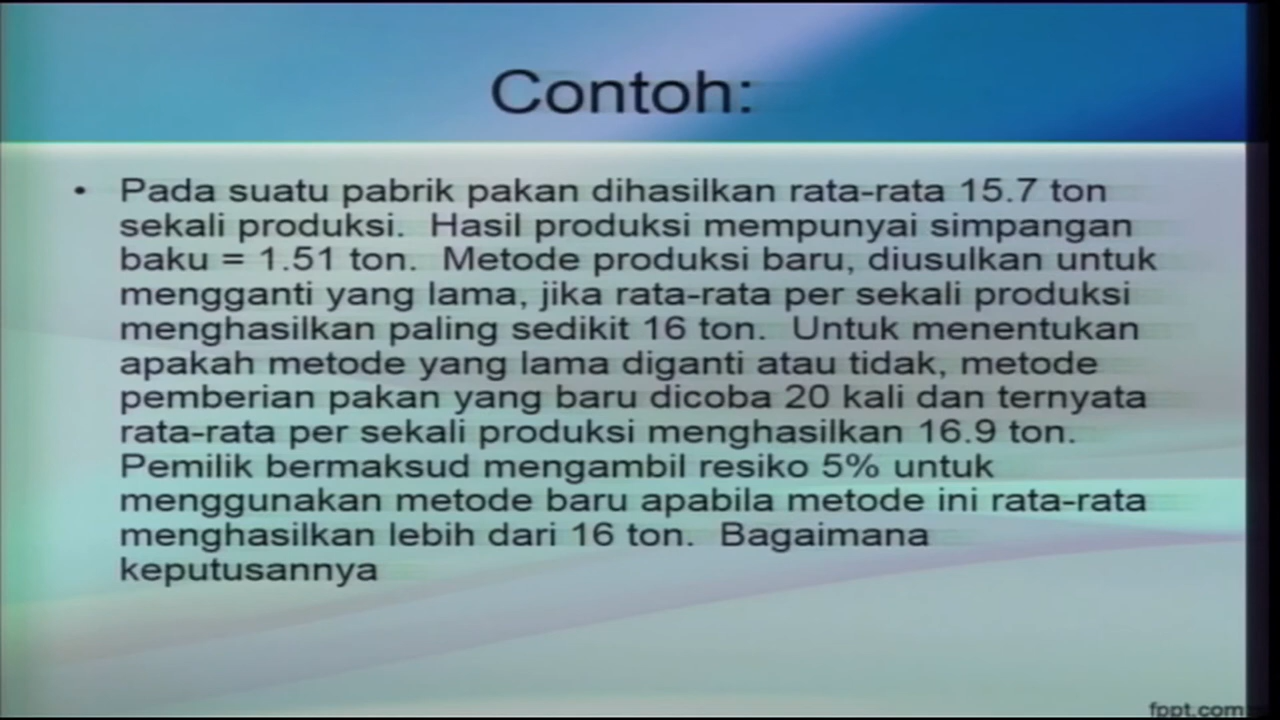 Contoh:
• Pada suatu pabrik pakan dihasilkan rata-rata 15.7 ton
sekali produksi. Hasil produksi mempunyai simpangan
baku = 1.51 ton. Metode produksi baru, diusulkan untuk
mengganti yang lama, jika rata-rata per sekali produksi
menghasilkan paling sedikit 16 ton. Untuk menentukan
apakah metode yang lama diganti atau tidak, metode
pemberian pakan yang baru dicoba 20 kali dan ternyata
rata-rata per sekali produksi menghasilkan 16.9 ton.
Pemilik bermaksud mengambil resiko 5% untuk
menggunakan metode baru apabila metode ini rata-rata
menghasilkan lebih dari 16 ton. Bagaimana
keputusannya
fppt.com